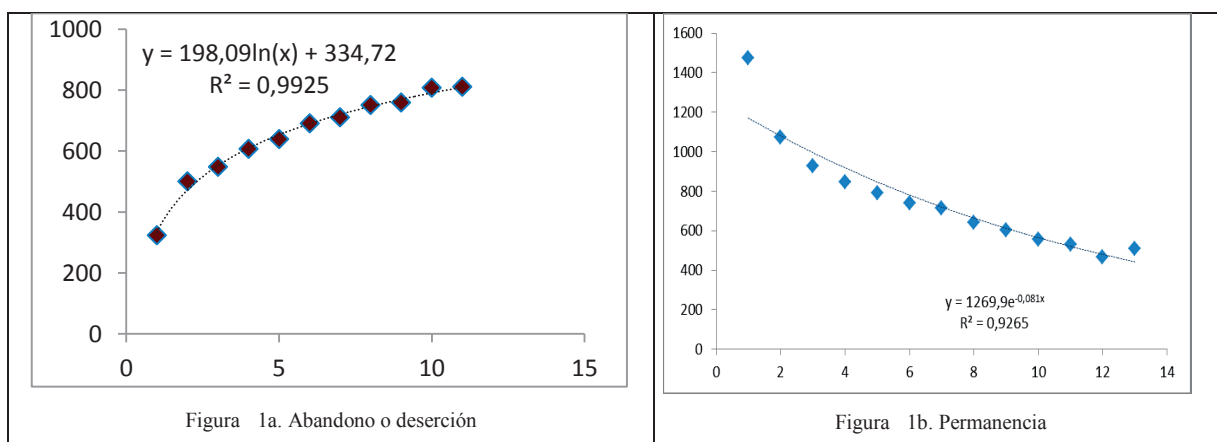 1000
800
600
400
200
0
y = 198,09ln(x) + 334,72
R² = 0,9925
0 5 10 15
Figura 1a. Abandono o deserción
1600
1400
1200
1000
800
600
400
200
0
y = 1269,9e^-0,081x
R² = 0,9265
0 2 4 6 8 10 12 14
Figura 1b. Permanencia